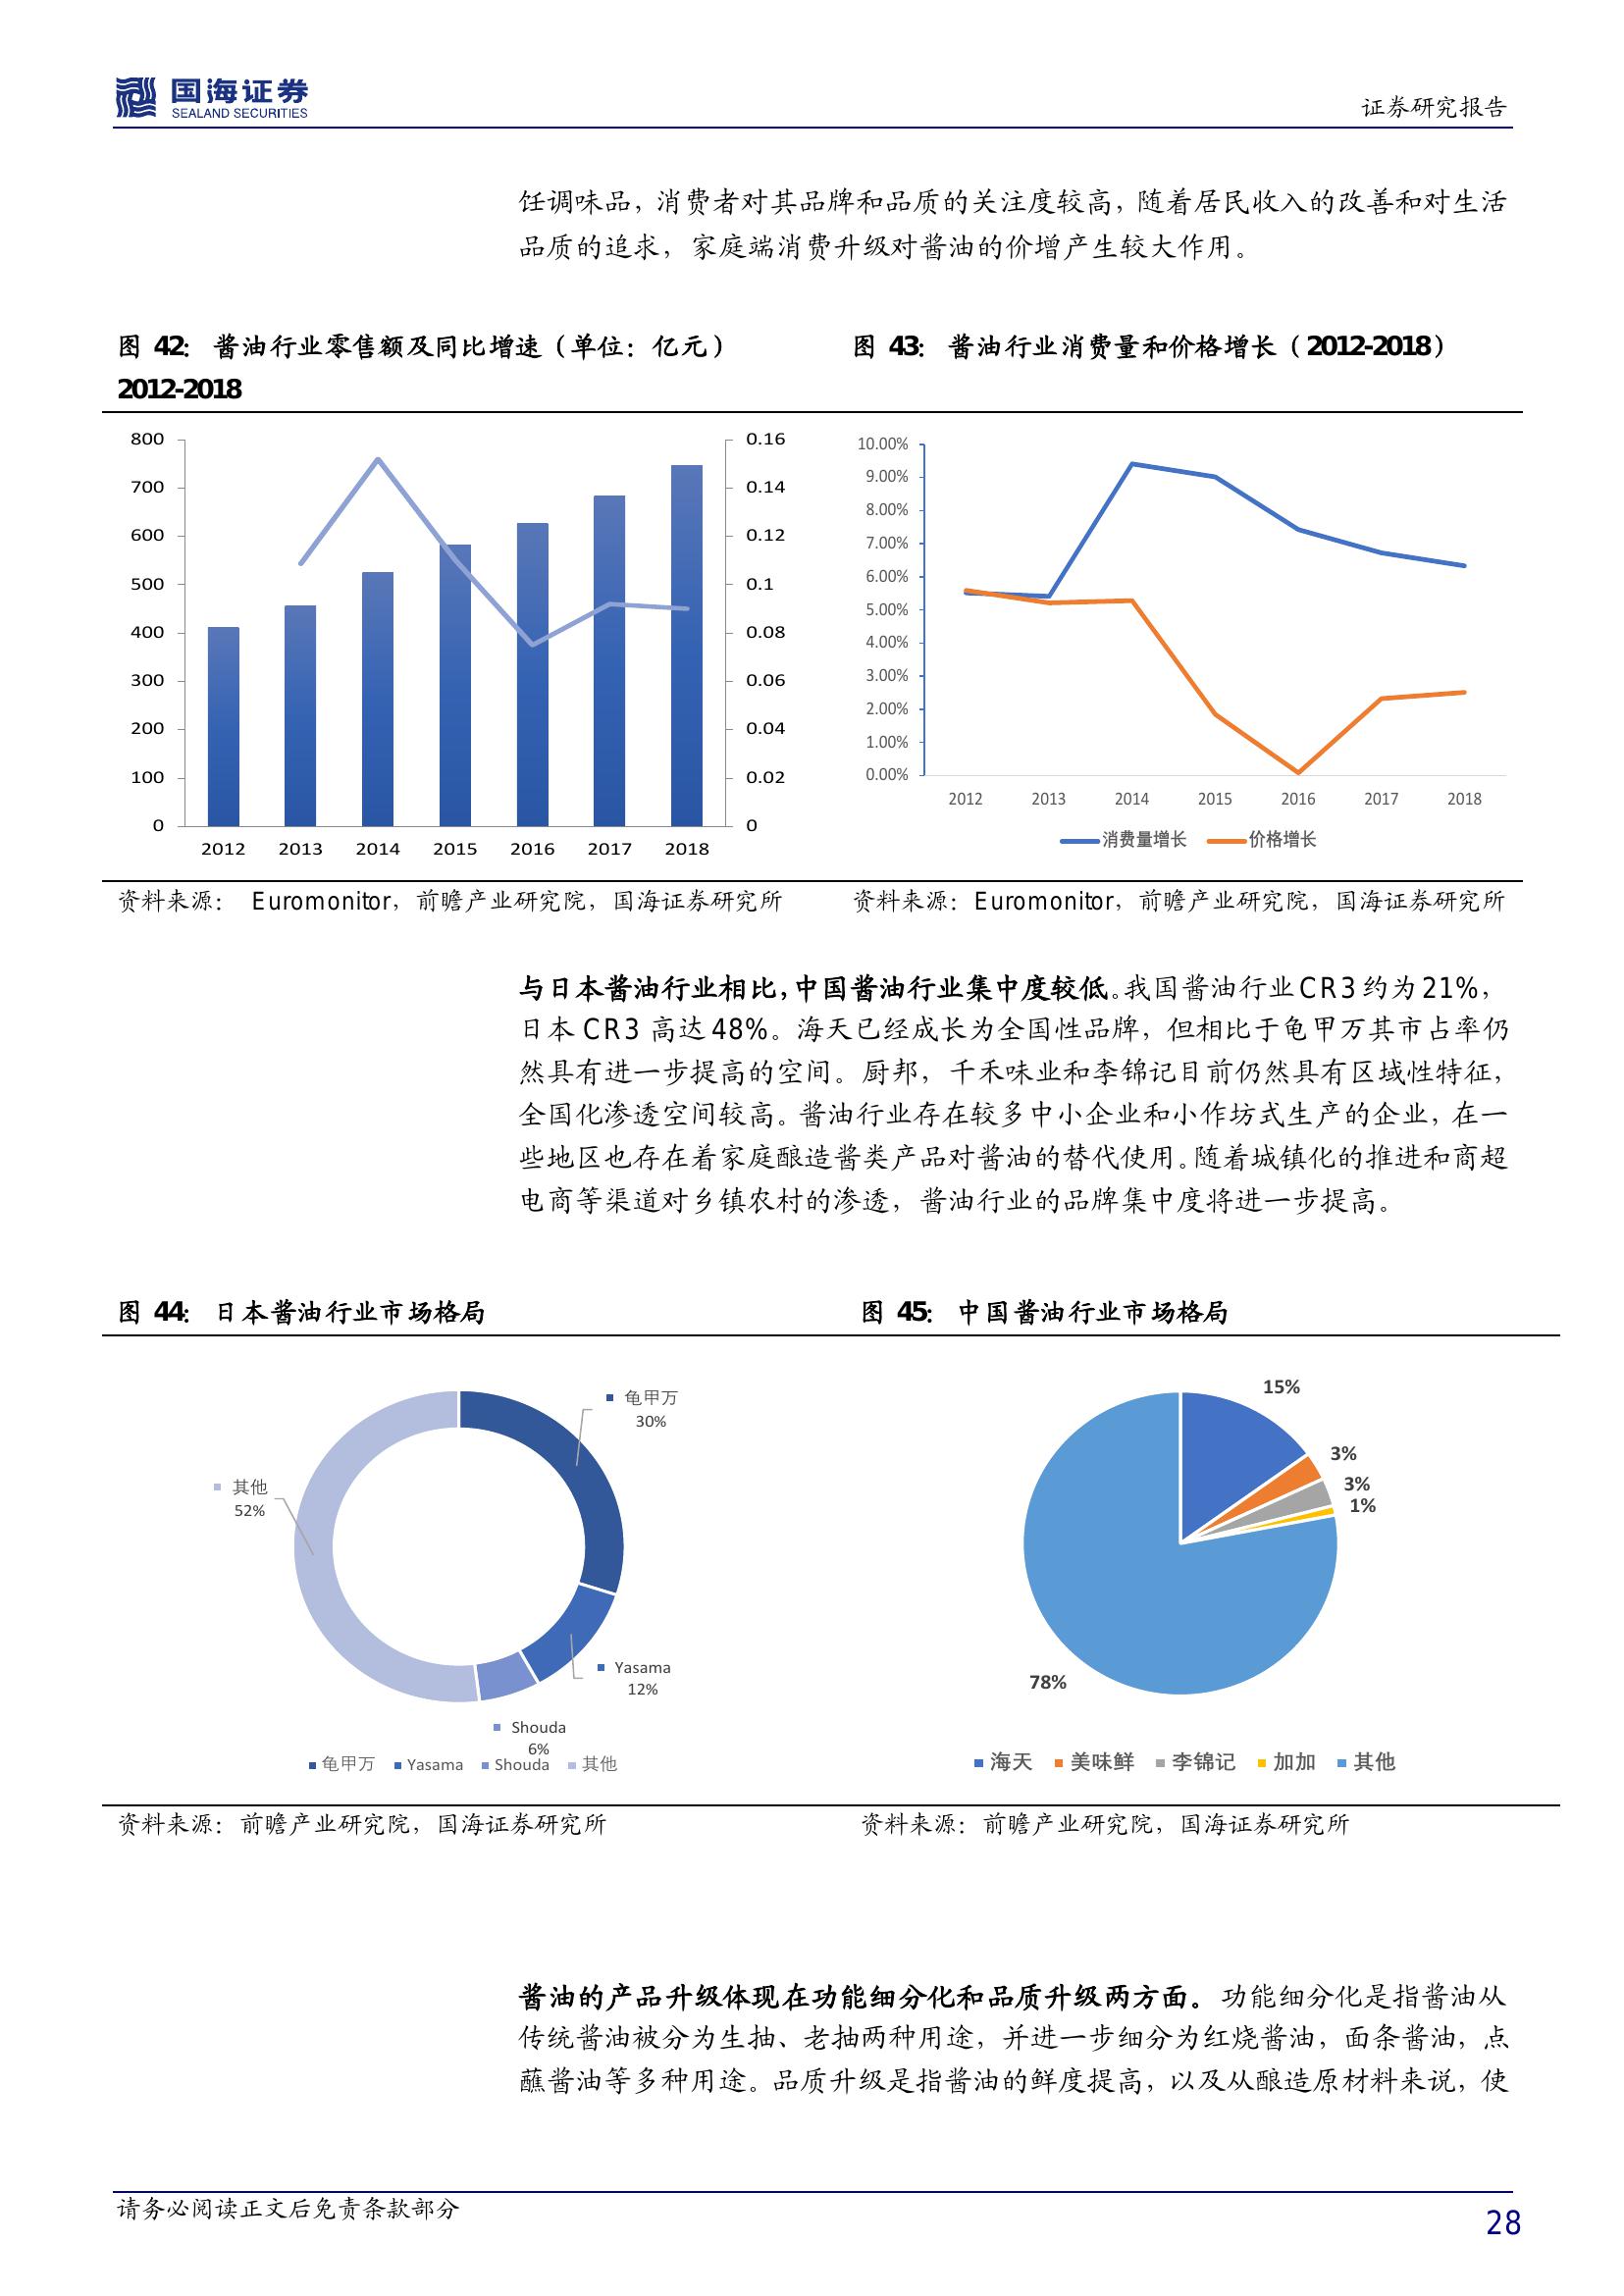 国海证券
SEALAND SECURITIES
证券研究报告
饪调味品，消费者对其品牌和品质的关注度较高，随着居民收入的改善和对生活
品质的追求，家庭端消费升级对酱油的价增产生较大作用。
图 42： 酱油行业零售额及同比增速（单位：亿元）
2012-2018
图 43： 酱油行业消费量和价格增长（2012-2018）
800
700
600
500
400
300
200
100
0
0.16
0.14
0.12
0.1
0.08
0.06
0.04
0.02
0
2012 2013 2014 2015 2016 2017 2018
10.00%
9.00%
8.00%
7.00%
6.00%
5.00%
4.00%
3.00%
2.00%
1.00%
0.00%
2012 2013 2014 2015 2016 2017 2018
消费量增长 价格增长
资料来源： Euromonitor，前瞻产业研究院，国海证券研究所
资料来源：Euromonitor，前瞻产业研究院，国海证券研究所
与日本酱油行业相比，中国酱油行业集中度较低。我国酱油行业 CR3 约为 21%，
日本 CR3 高达 48%。海天已经成长为全国性品牌，但相比于龟甲万其市占率仍
然具有进一步提高的空间。厨邦，千禾味业和李锦记目前仍然具有区域性特征，
全国化渗透空间较高。酱油行业存在较多中小企业和小作坊式生产的企业，在一
些地区也存在着家庭酿造酱类产品对酱油的替代使用。随着城镇化的推进和商超
电商等渠道对乡镇农村的渗透，酱油行业的品牌集中度将进一步提高。
图 44： 日本酱油行业市场格局
图 45： 中国酱油行业市场格局
龟甲万
30%
其他
52%
Yasama
12%
Shouda
6%
龟甲万 Yasama Shouda 其他
15%
3%
3%
1%
78%
海天 美味鲜 李锦记 加加 其他
资料来源：前瞻产业研究院，国海证券研究所
资料来源：前瞻产业研究院，国海证券研究所
酱油的产品升级体现在功能细分化和品质升级两方面。功能细分化是指酱油从
传统酱油被分为生抽、老抽两种用途，并进一步细分为红烧酱油，面条酱油，点
蘸酱油等多种用途。品质升级是指酱油的鲜度提高，以及从酿造原材料来说，使
请务必阅读正文后免责条款部分
28